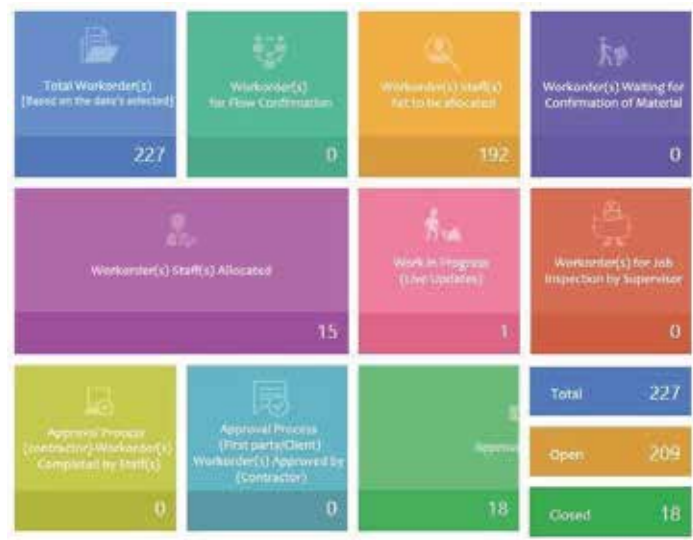 Total Workorder(s)
(Based on the date's selected)
227
Workorder(s)
for Flow Confirmation
0
Workorder(s) Staff(s)
Yet to be allocated
192
Workorder(s) Waiting for
Confirmation of Material
0
Workorder(s) Staff(s) Allocated
15
Work in Progress
(Live Updates)
1
Workorder(s) for Job
Inspection by Supervisor
0
Approval Process
(contractor)-Workorder(s)
Completed by Staff(s)
0
Approval Process
(First parts/Client)
Workorder(s) Approved by
(Contractor)
0
18
Total 227
Open 209
Closed 18